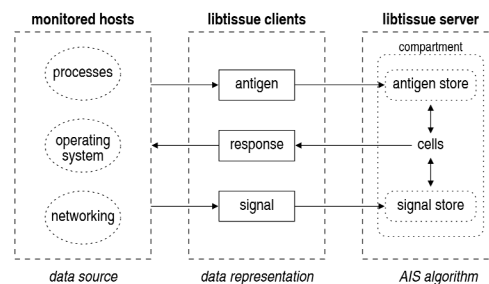 monitored hosts
libtissue clients
libtissue server
compartment
processes
antigen
antigen store
operating
system
response
cells
networking
signal
signal store
data source
data representation
AIS algorithm